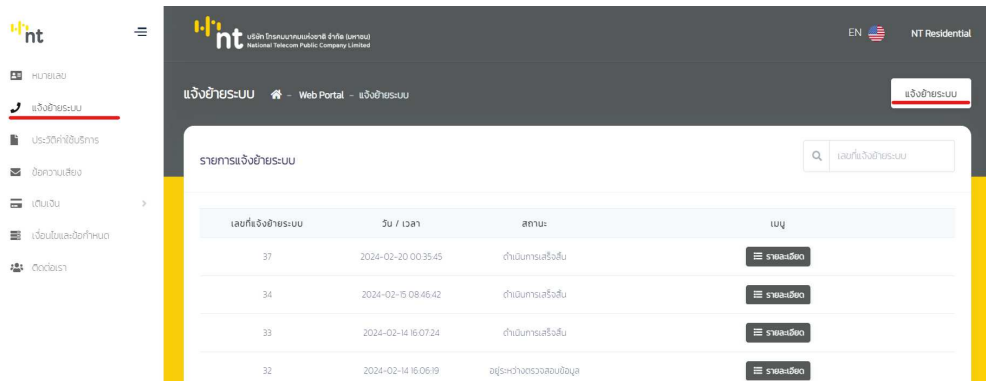 nt
nt บริษัท โทรคมนาคมแห่งชาติ จำกัด (มหาชน)
National Telecom Public Company Limited
EN
NT Residential
หมายเลข
แจ้งย้ายระบบ
ประวัติค่าใช้บริการ
ข้อความเสียง
เติมเงิน
เงื่อนไขและข้อกำหนด
ติดต่อเรา
แจ้งย้ายระบบ - Web Portal - แจ้งย้ายระบบ
แจ้งย้ายระบบ
รายการแจ้งย้ายระบบ
เลขที่แจ้งย้ายระบบ
เลขที่แจ้งย้ายระบบ วัน / เวลา สถานะ เมนู
37 2024-02-20 00:35:45 ดำเนินการเสร็จสิ้น รายละเอียด
34 2024-02-15 08:46:42 ดำเนินการเสร็จสิ้น รายละเอียด
33 2024-02-14 16:07:24 ดำเนินการเสร็จสิ้น รายละเอียด
32 2024-02-14 16:06:19 อยู่ระหว่างตรวจสอบข้อมูล รายละเอียด